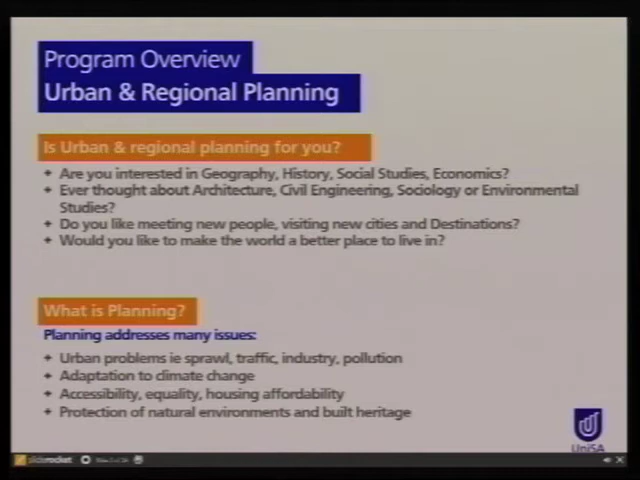 Program Overview
Urban & Regional Planning
Is Urban & regional planning for you?
Are you interested in Geography, History, Social Studies, Economics?
Ever thought about Architecture, Civil Engineering, Sociology or Environmental
Studies?
Do you like meeting new people, visiting new cities and Destinations?
Would you like to make the world a better place to live in?
What is Planning?
Planning addresses many issues:
Urban problems ie sprawl, traffic, industry, pollution
Adaptation to climate change
Accessibility, equality, housing affordability
Protection of natural environments and built heritage
UniSA
sliderocket